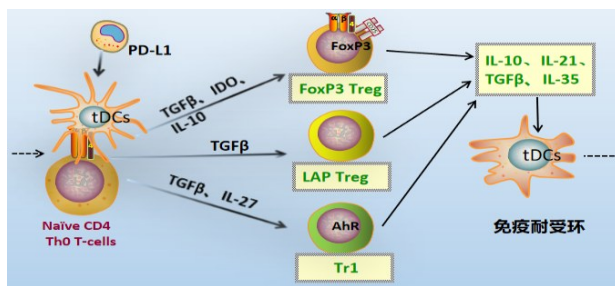 PD-L1
tDCs
Naïve CD4
Th0 T-cells
TGFβ、IDO、
IL-10
TGFβ
TGFβ、IL-27
α β
FoxP3
FoxP3 Treg
LAP Treg
AhR
Tr1
IL-10、IL-21、
TGFβ、IL-35
tDCs
免疫耐受环